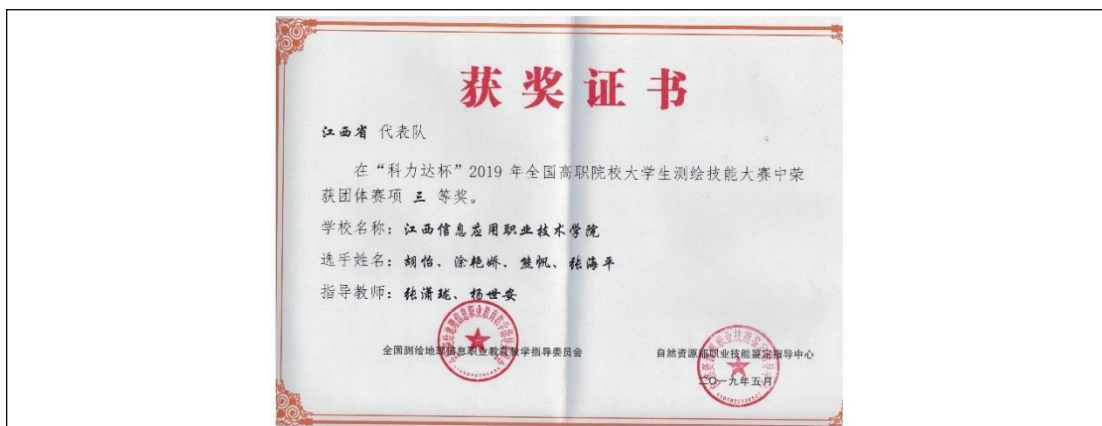 获奖证书
江西省 代表队
在“科力达杯”2019 年全国高职院校大学生测绘技能大赛中荣
获团体赛项 三 等奖。
学校名称：江西信息应用职业技术学院
选手姓名：胡怡、涂艳娇、熊帆、张海平
指导教师：张潇珑、杨世安
全国测绘地理信息职业教育教学指导委员会
自然资源部职业技能鉴定指导中心
二〇一九年五月